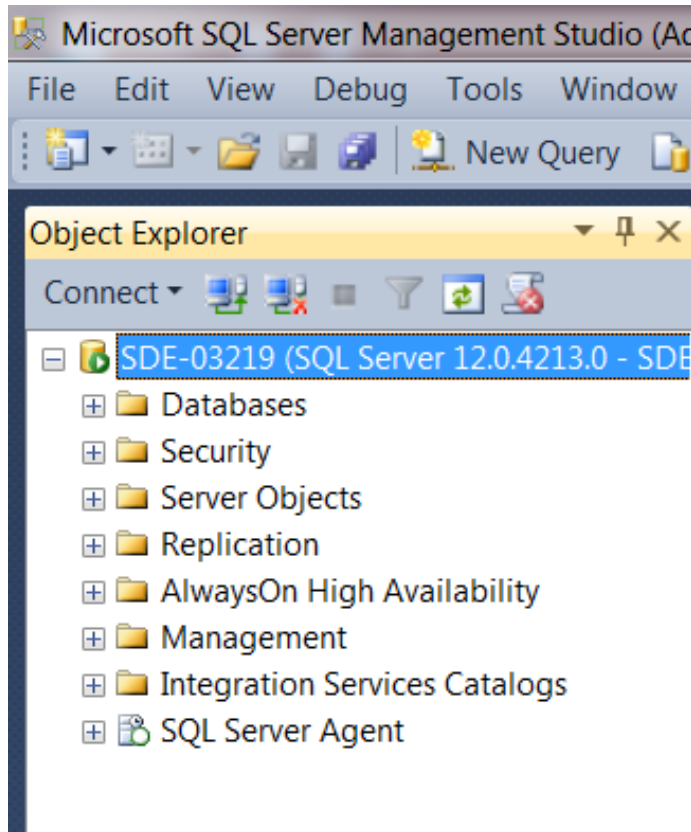 Microsoft SQL Server Management Studio (Ad
File Edit View Debug Tools Window
New Query
Object Explorer
Connect
SDE-03219 (SQL Server 12.0.4213.0 - SDE
Databases
Security
Server Objects
Replication
AlwaysOn High Availability
Management
Integration Services Catalogs
SQL Server Agent